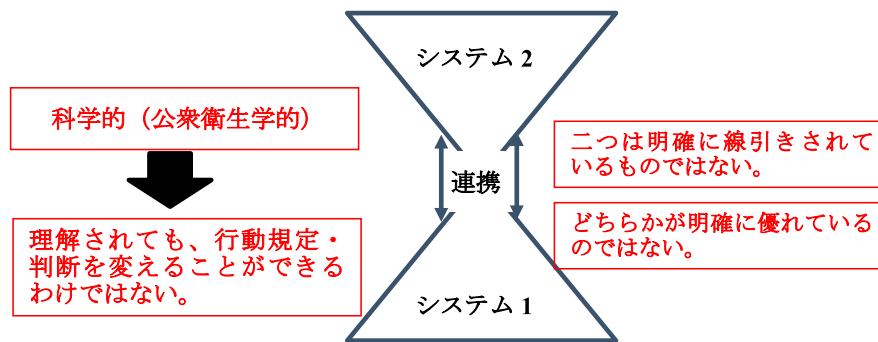 システム 2
科学的（公衆衛生学的）
二つは明確に線引きされて
いるものではない。
連携
どちらかが明確に優れている
のではない。
理解されても、行動規定・
判断を変えることができる
わけではない。
システム 1